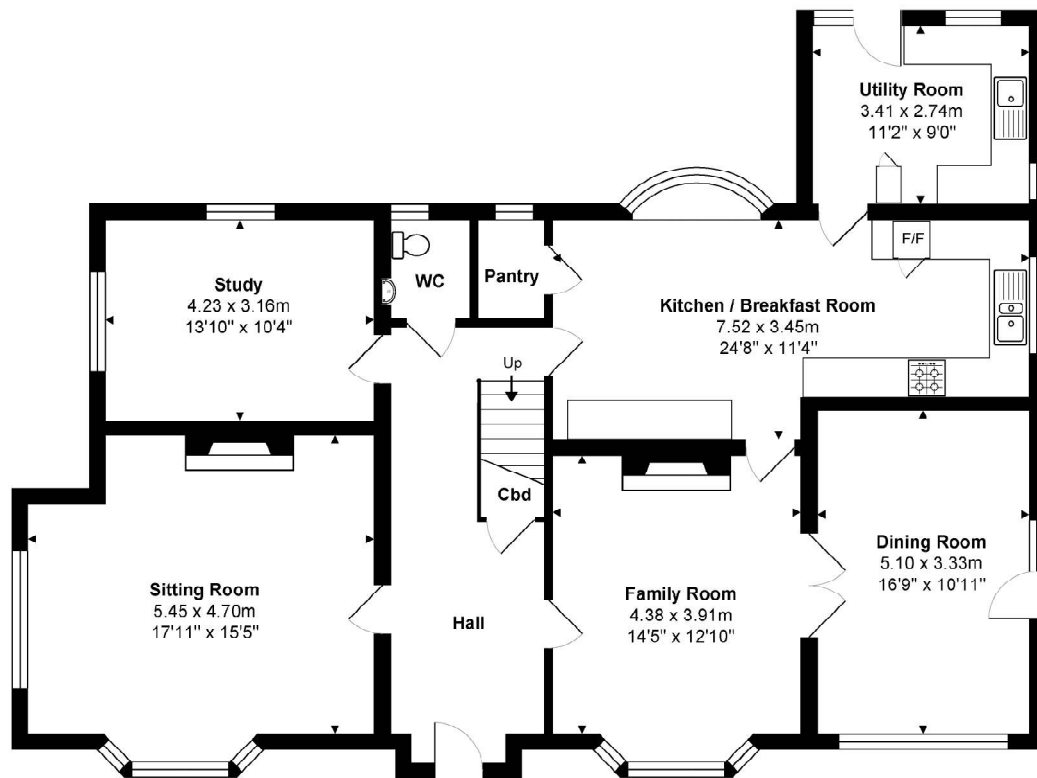 Utility Room
3.41 x 2.74m
11'2" x 9'0"
F/F
Study
4.23 x 3.16m
13'10" x 10'4"
WC
Pantry
Kitchen / Breakfast Room
7.52 x 3.45m
24'8" x 11'4"
Up
Cbd
Sitting Room
5.45 x 4.70m
17'11" x 15'5"
Hall
Family Room
4.38 x 3.91m
14'5" x 12'10"
Dining Room
5.10 x 3.33m
16'9" x 10'11"